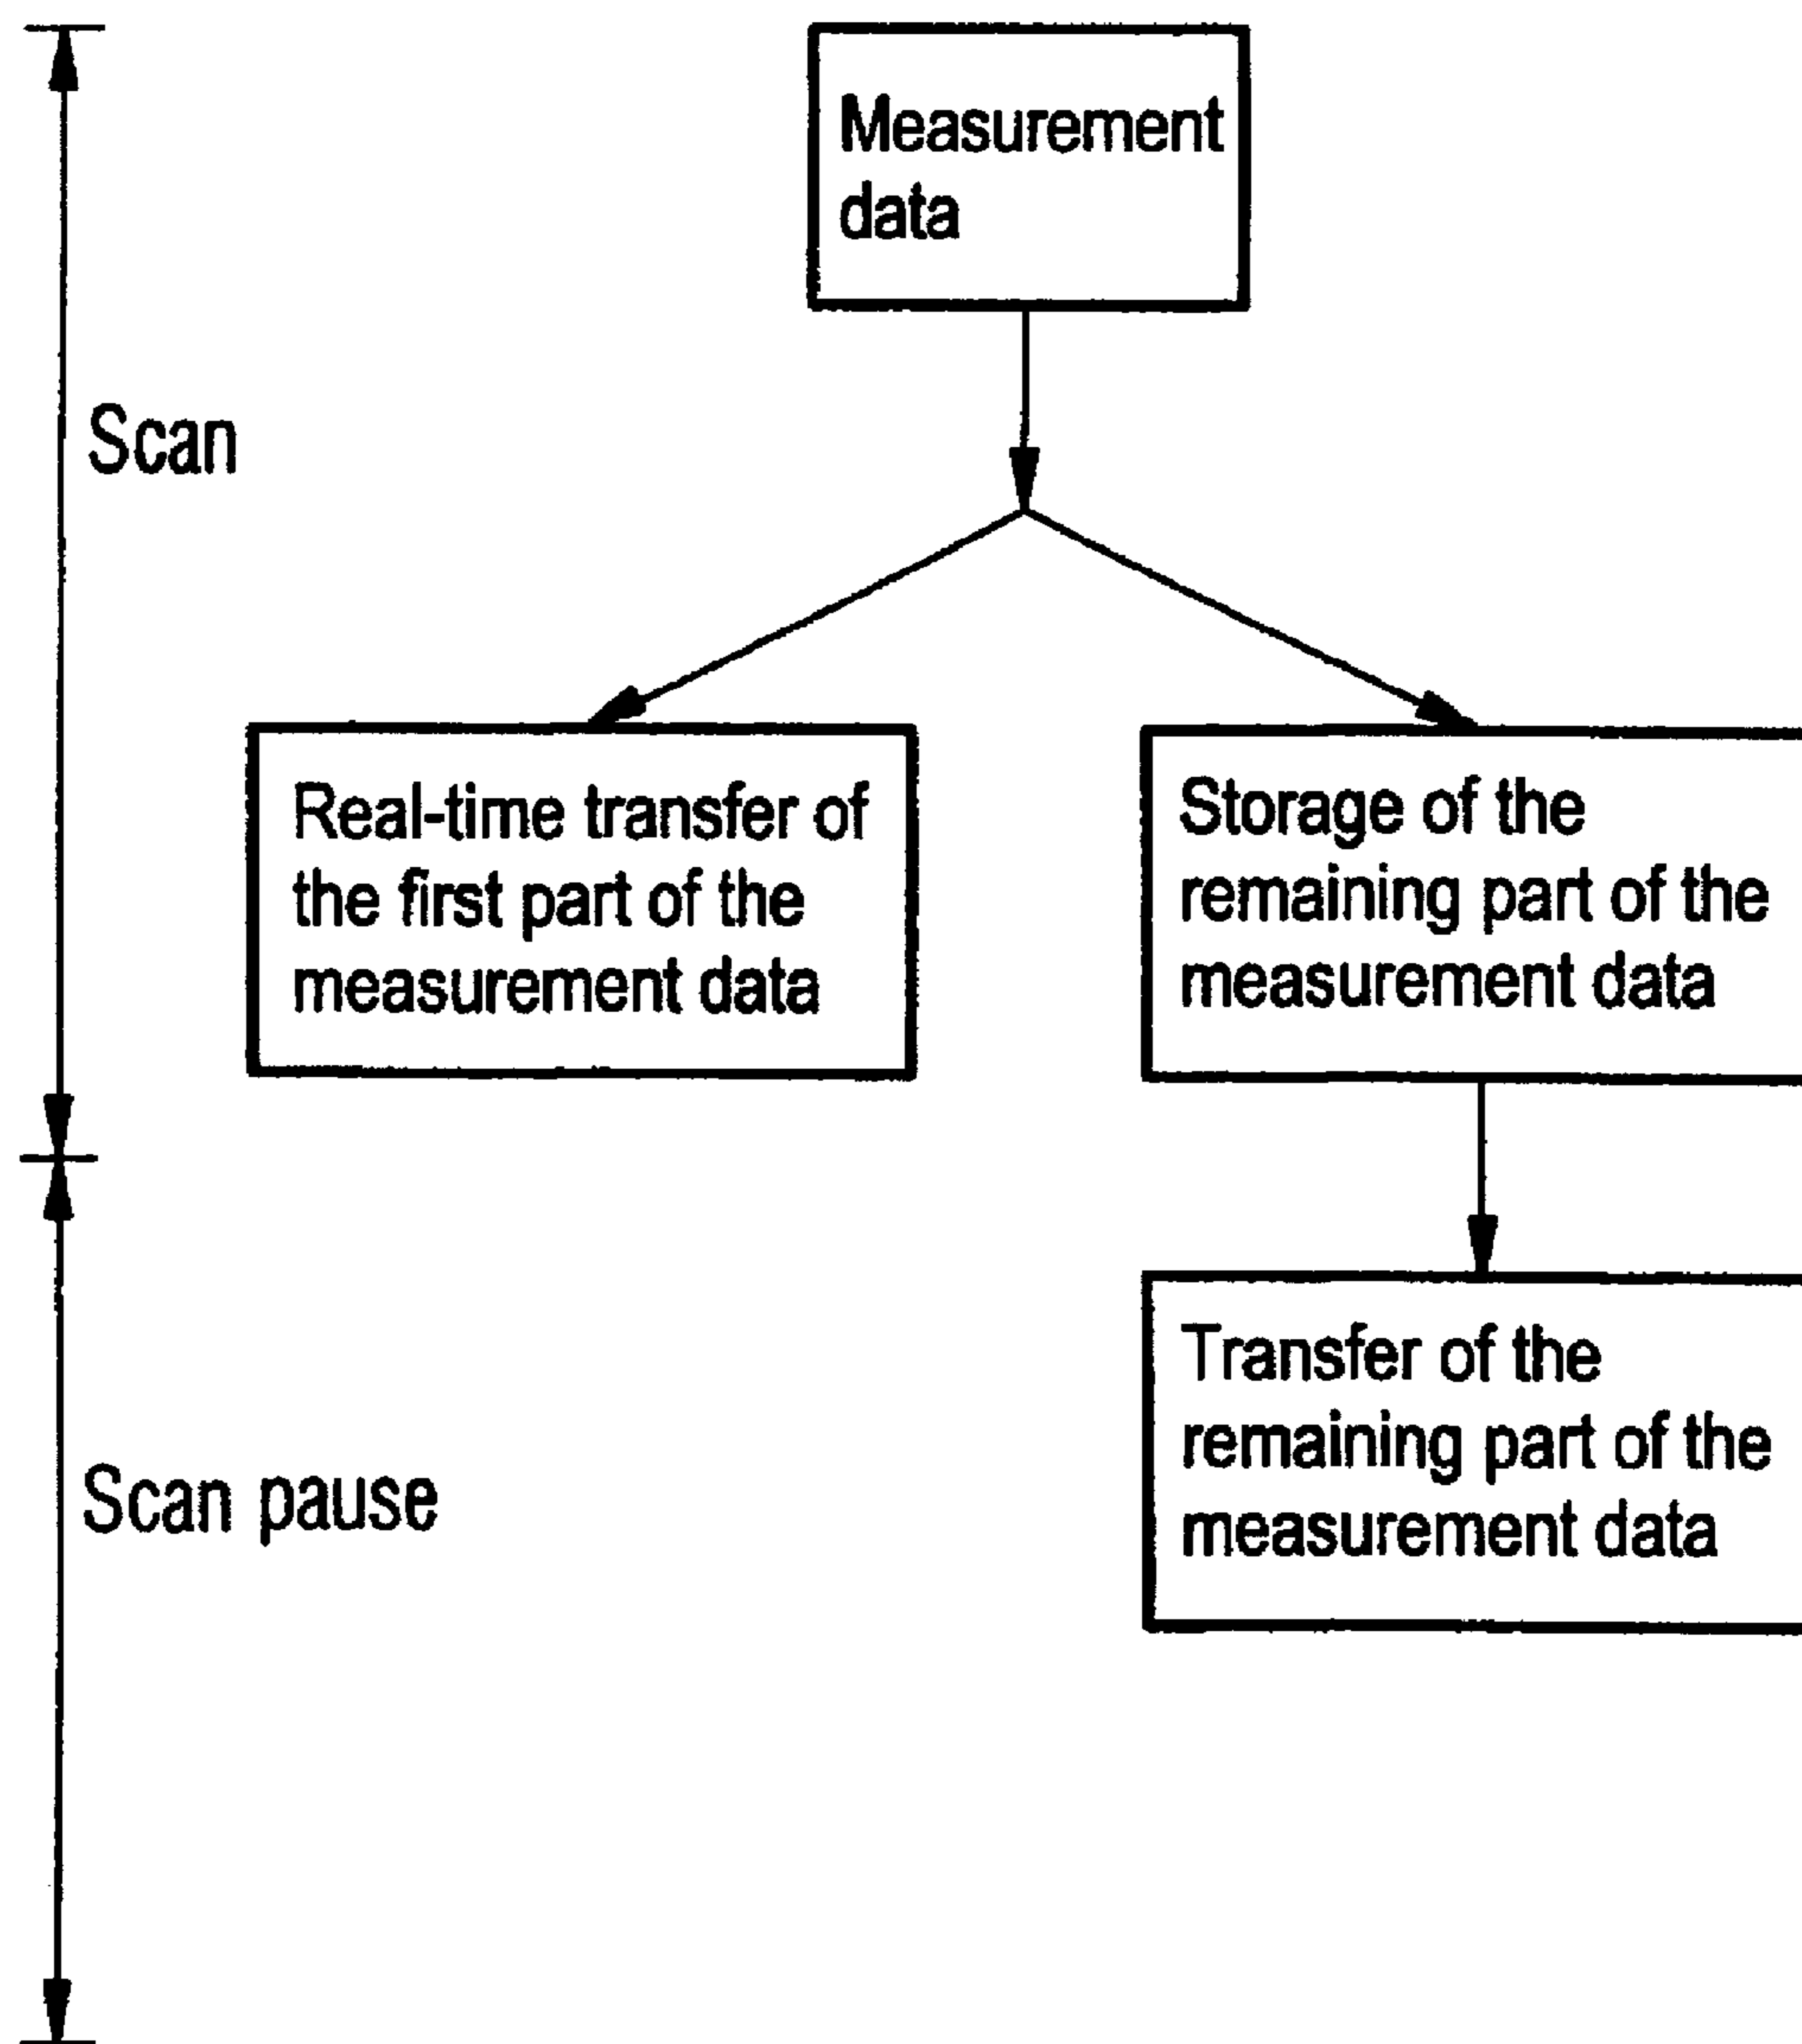 Measurement
data
Scan
Real-time transfer of
the first part of the
measurement data
Storage of the
remaining part of the
measurement data
Transfer of the
remaining part of the
measurement data
Scan pause